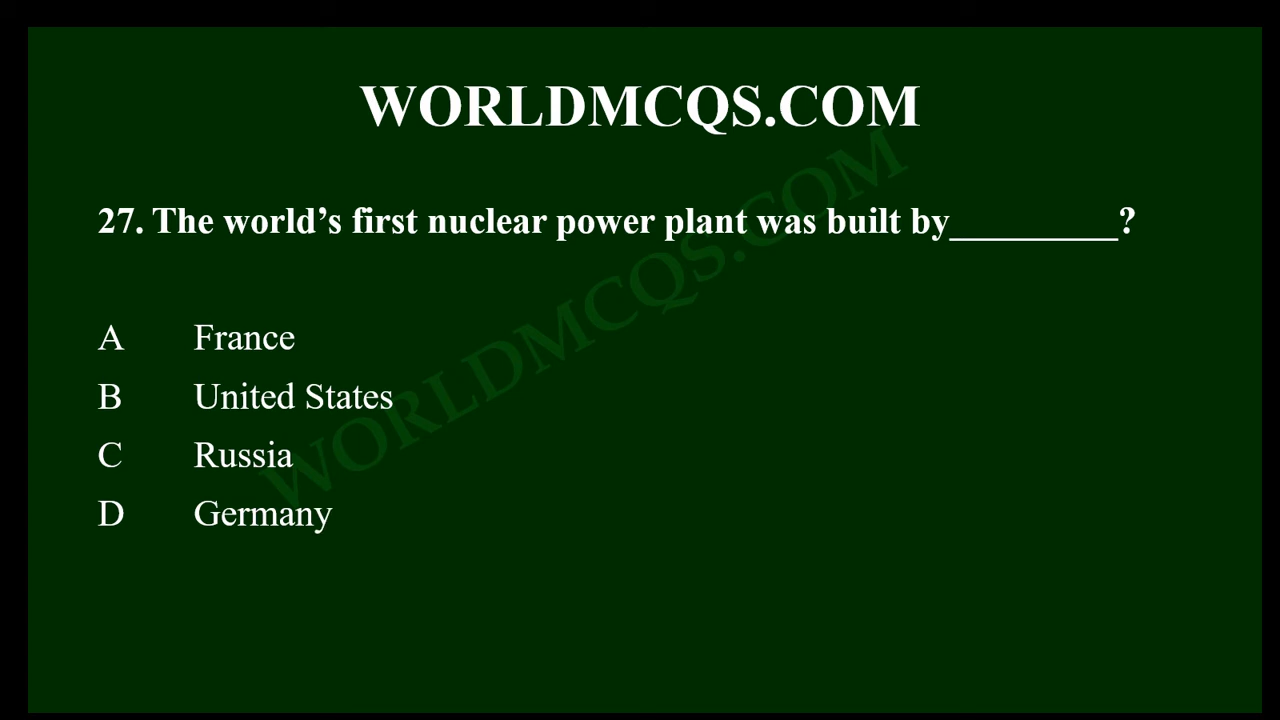 WORLDMCQS.COM
27. The world’s first nuclear power plant was built by_________?
A France
B United States
C Russia
D Germany
WORLDMCQS.COM